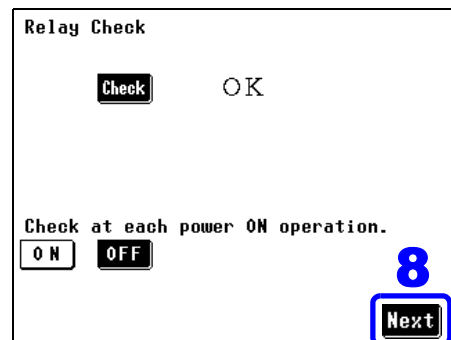 Relay Check
Check OK
Check at each power ON operation.
ON OFF
8
Next